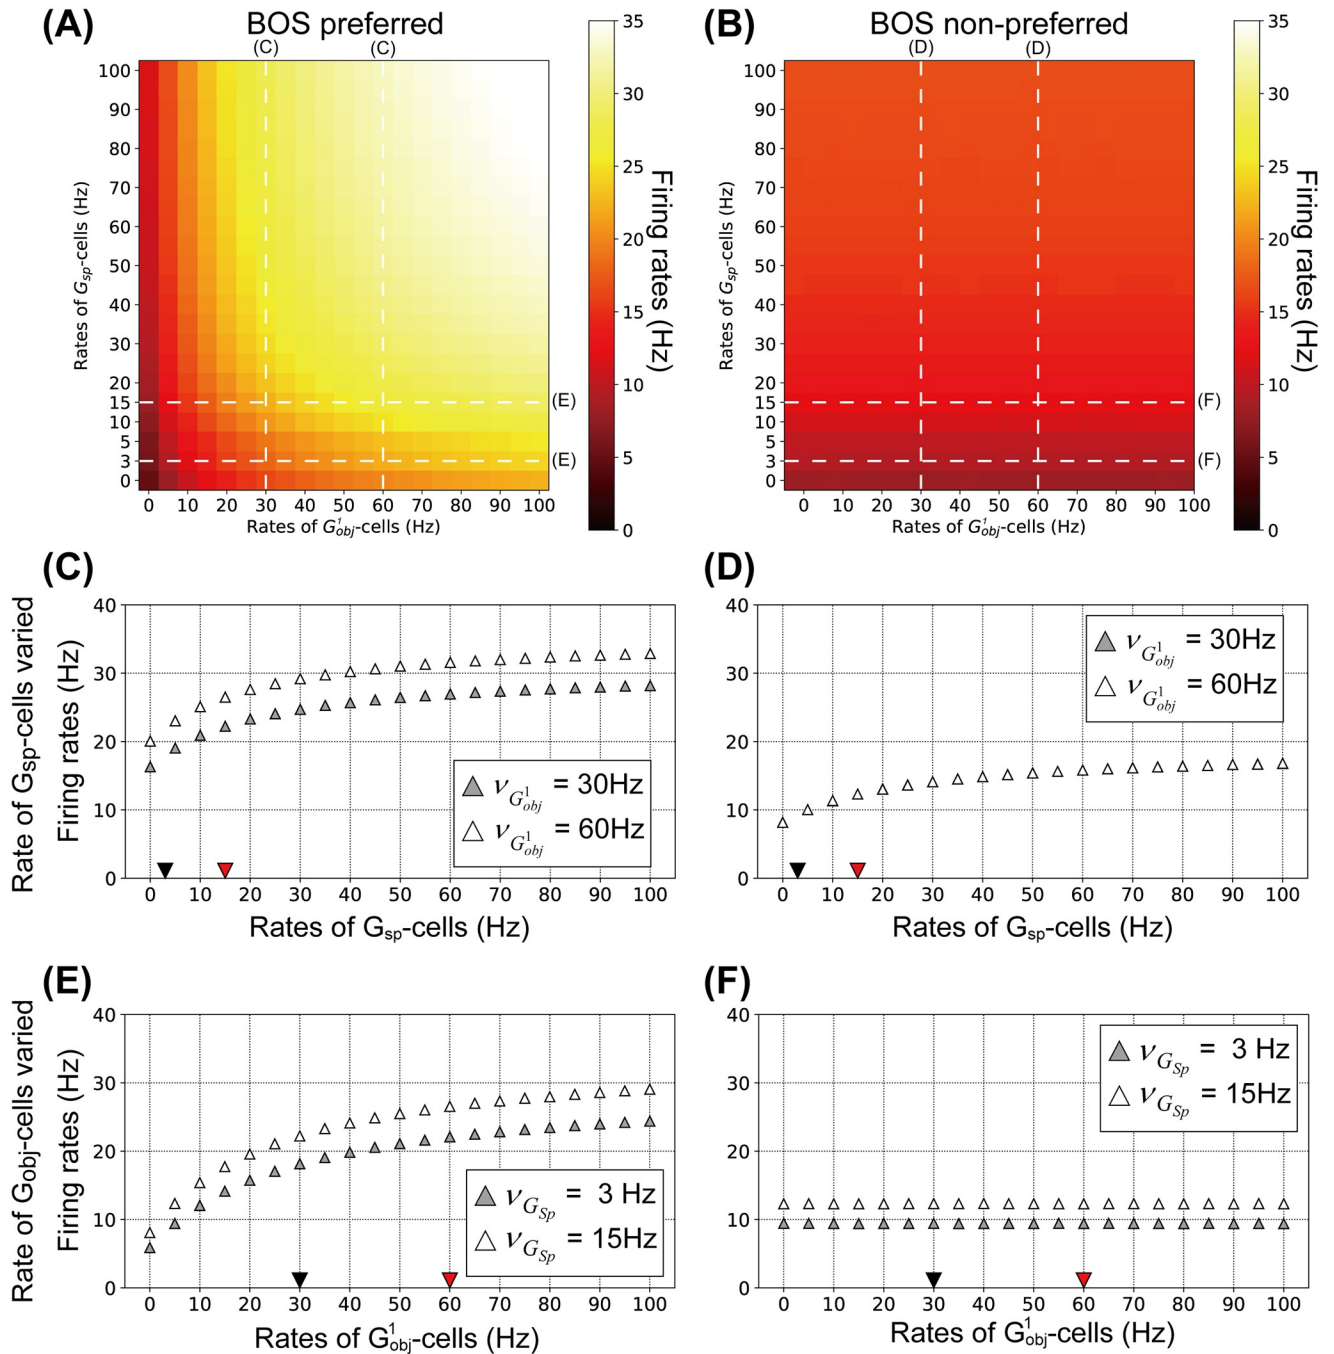 (A) BOS preferred
(C) (C)
100
90
80
70
60
50
40
30
20
15
10
5
3
0
Rates of Gsp-cells (Hz)
(E)
(E)
0 10 20 30 40 50 60 70 80 90 100
Rates of G¹obj-cells (Hz)
35
30
25
20
15
10
5
0
Firing rates (Hz)
(B) BOS non-preferred
(D) (D)
100
90
80
70
60
50
40
30
20
15
10
5
3
0
Rates of Gsp-cells (Hz)
(F)
(F)
0 10 20 30 40 50 60 70 80 90 100
Rates of G¹obj-cells (Hz)
35
30
25
20
15
10
5
0
Firing rates (Hz)
(C)
Rate of Gsp-cells varied
Firing rates (Hz)
40
30
20
10
0
νG¹obj = 30Hz
νG¹obj = 60Hz
0 10 20 30 40 50 60 70 80 90 100
Rates of Gsp-cells (Hz)
(D)
40
30
20
10
0
νG¹obj = 30Hz
νG¹obj = 60Hz
0 10 20 30 40 50 60 70 80 90 100
Rates of Gsp-cells (Hz)
(E)
Rate of Gobj-cells varied
Firing rates (Hz)
40
30
20
10
0
νGSp = 3 Hz
νGSp = 15Hz
0 10 20 30 40 50 60 70 80 90 100
Rates of G¹obj-cells (Hz)
(F)
40
30
20
10
0
νGSp = 3 Hz
νGSp = 15Hz
0 10 20 30 40 50 60 70 80 90 100
Rates of G¹obj-cells (Hz)